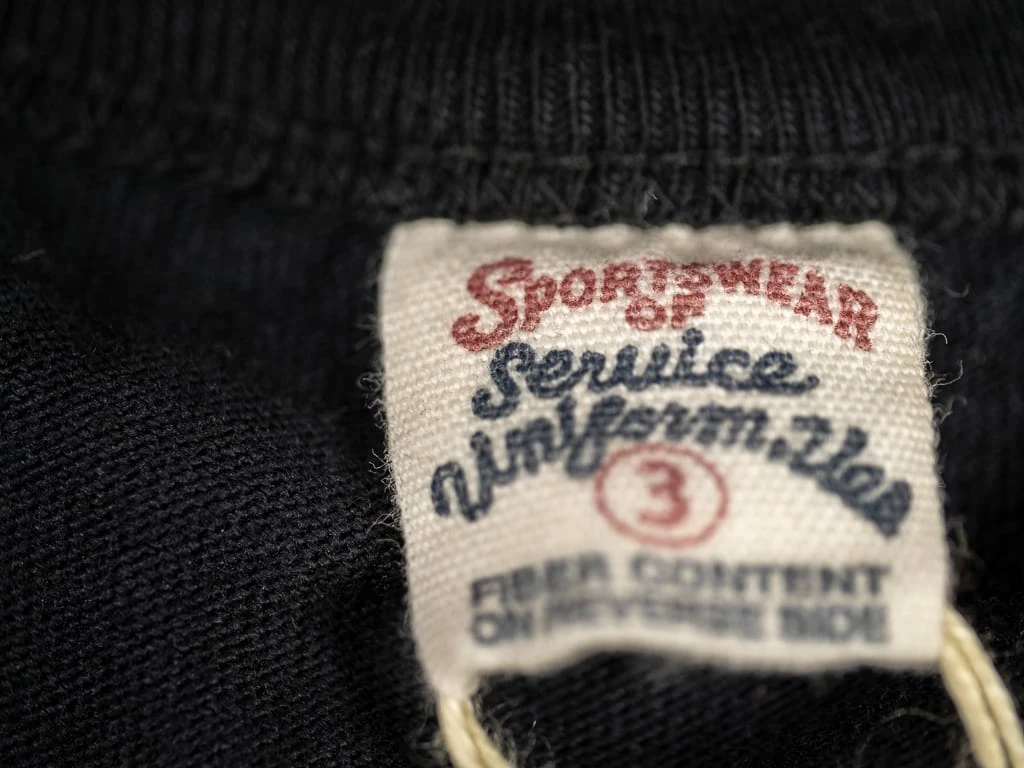 SPORTSWEAR
OF
Service
Uniform, Ues
3
FIBER CONTENT
ON REVERSE SIDE